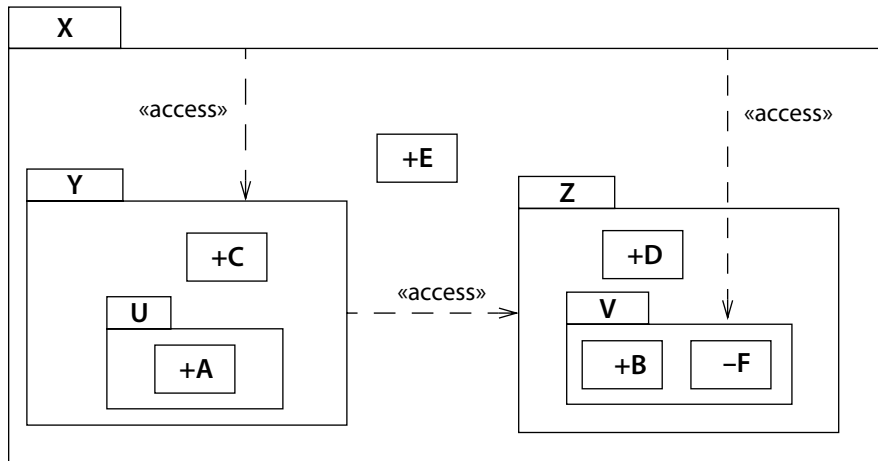 X
«access»
«access»
+E
Y
Z
+C
+D
«access»
U
V
+A
+B
–F